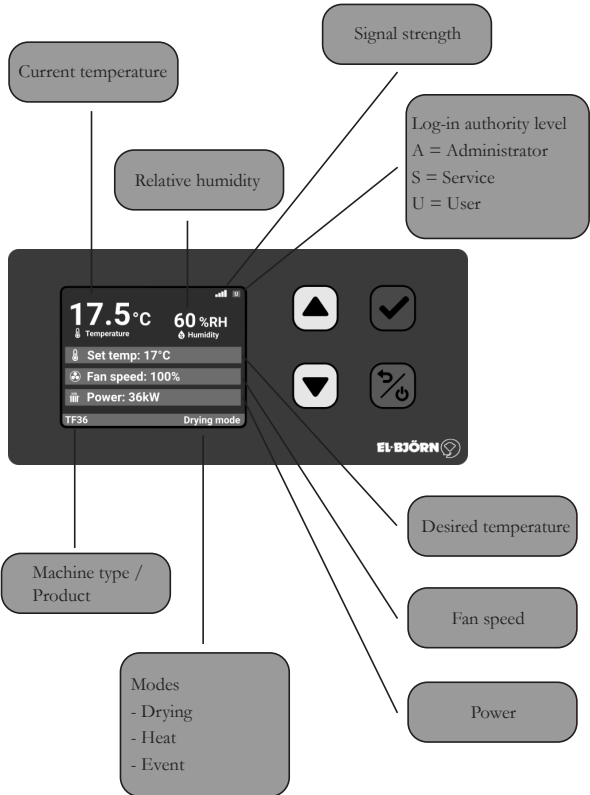 Signal strength
Current temperature
Log-in authority level
A = Administrator
S = Service
U = User
Relative humidity
U
17.5°C
Temperature
60 %RH
Humidity
Set temp: 17°C
Fan speed: 100%
Power: 36kW
TF36
Drying mode
EL·BJÖRN
Desired temperature
Machine type /
Product
Fan speed
Modes
- Drying
- Heat
- Event
Power